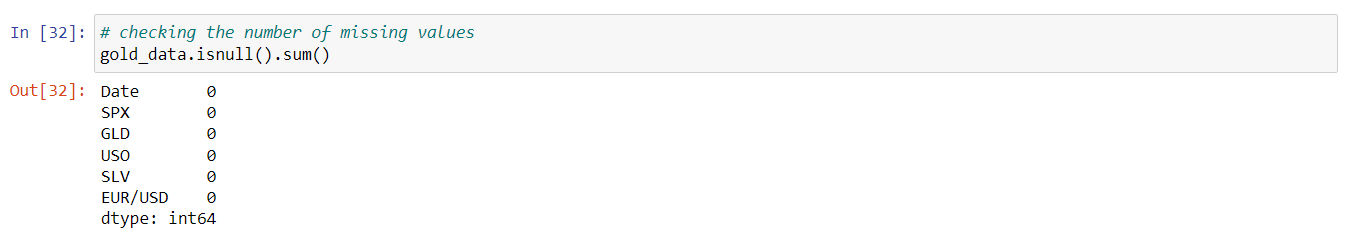 In [32]: # checking the number of missing values
gold_data.isnull().sum()
Out[32]: Date 0
SPX 0
GLD 0
USO 0
SLV 0
EUR/USD 0
dtype: int64